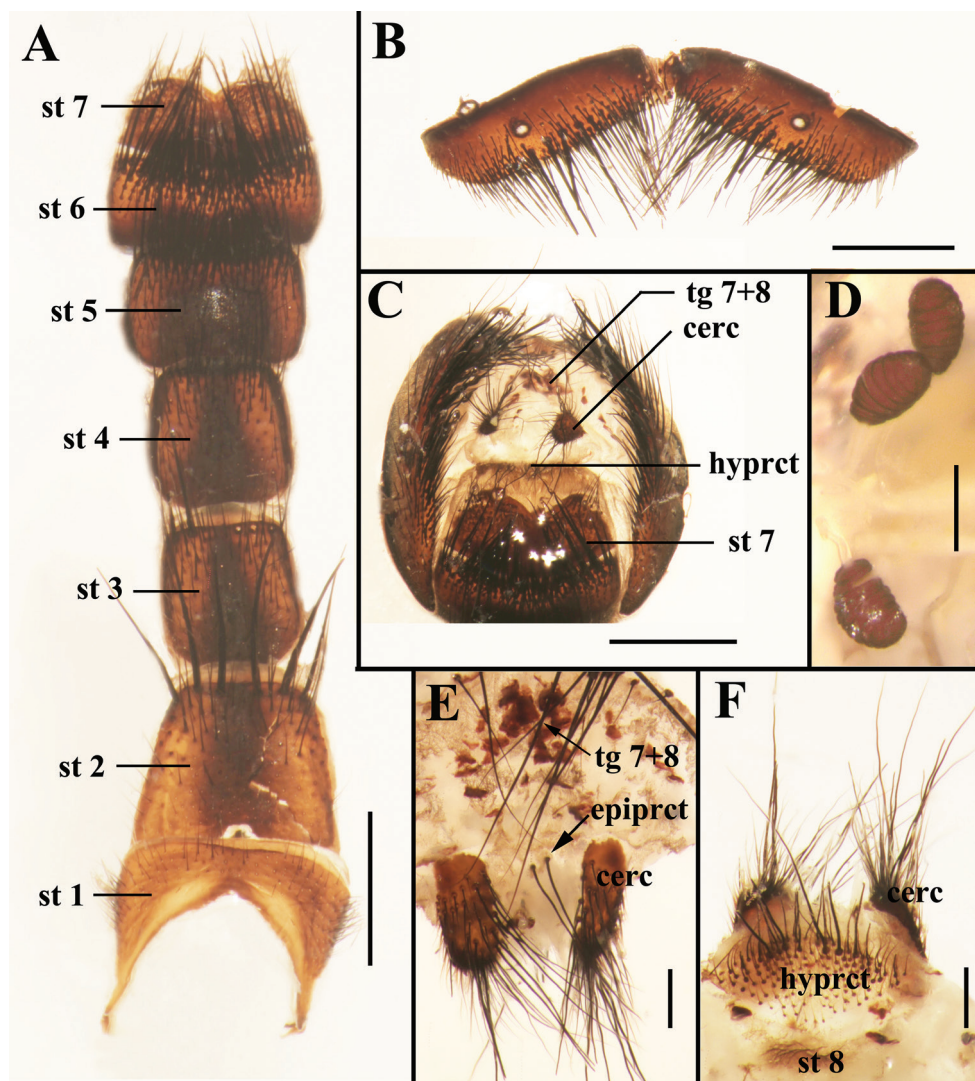 A
st 7
st 6
st 5
st 4
st 3
st 2
st 1
B
C
tg 7+8
cerc
hyprct
st 7
D
E
tg 7+8
epiprct
cerc
F
cerc
hyprct
st 8